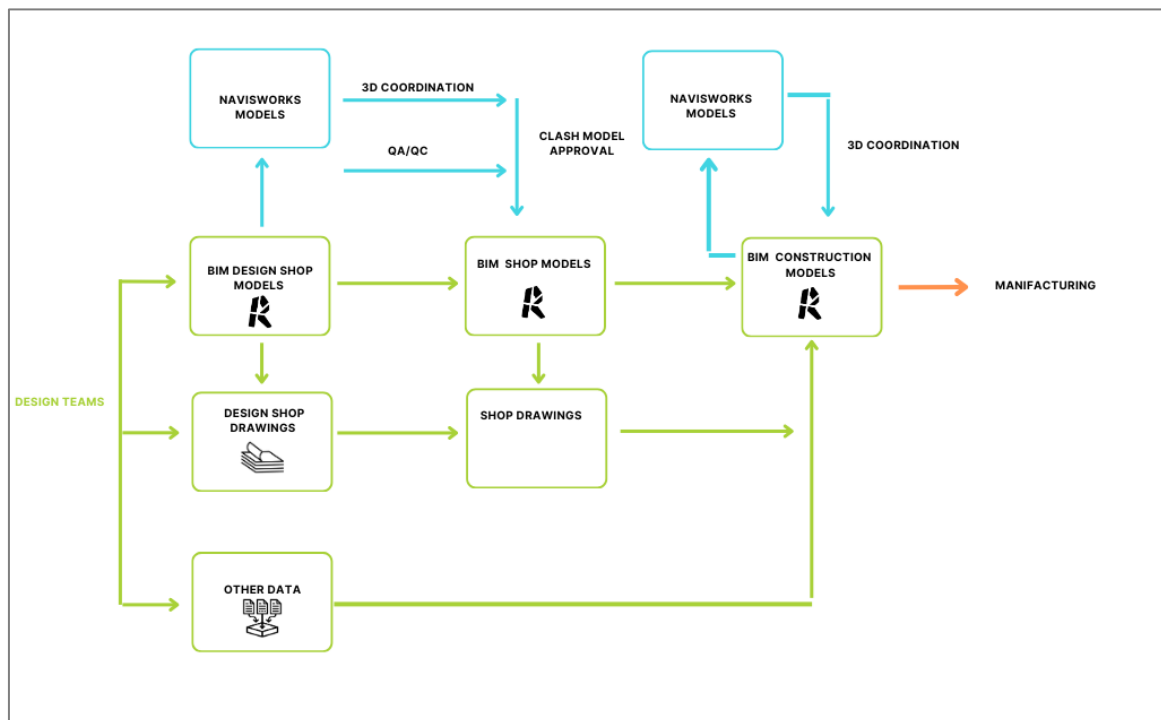 NAVISWORKS
MODELS
3D COORDINATION
QA/QC
CLASH MODEL
APPROVAL
NAVISWORKS
MODELS
3D COORDINATION
BIM DESIGN SHOP
MODELS
BIM SHOP MODELS
BIM CONSTRUCTION
MODELS
MANIFACTURING
DESIGN TEAMS
DESIGN SHOP
DRAWINGS
SHOP DRAWINGS
OTHER DATA